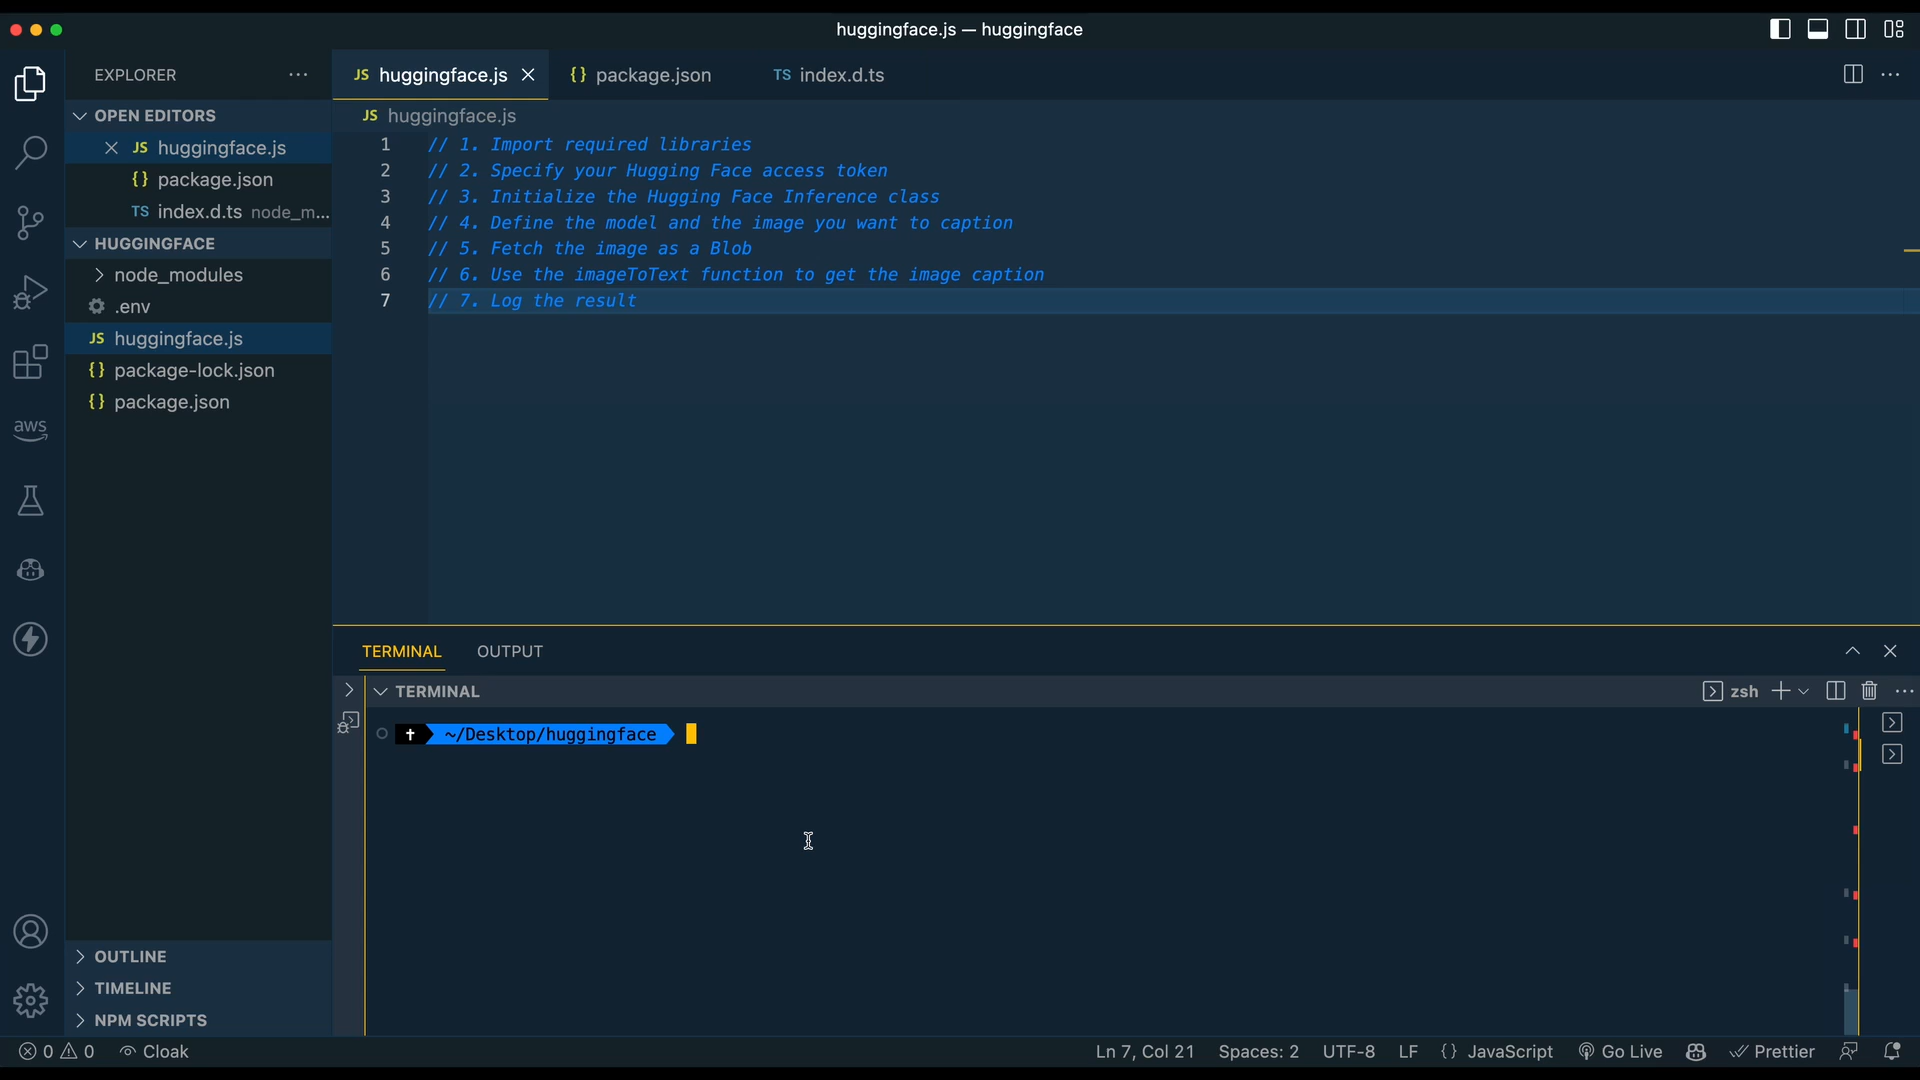 huggingface.js — huggingface
EXPLORER
JS huggingface.js
{} package.json
TS index.d.ts
OPEN EDITORS
JS huggingface.js
{} package.json
TS index.d.ts node_m...
HUGGINGFACE
node_modules
.env
JS huggingface.js
{} package-lock.json
{} package.json
aws
OUTLINE
TIMELINE
NPM SCRIPTS
JS huggingface.js
1 // 1. Import required libraries
2 // 2. Specify your Hugging Face access token
3 // 3. Initialize the Hugging Face Inference class
4 // 4. Define the model and the image you want to caption
5 // 5. Fetch the image as a Blob
6 // 6. Use the imageToText function to get the image caption
7 // 7. Log the result
TERMINAL OUTPUT
TERMINAL
zsh
~/Desktop/huggingface
0 0 Cloak
Ln 7, Col 21 Spaces: 2 UTF-8 LF {} JavaScript Go Live Prettier